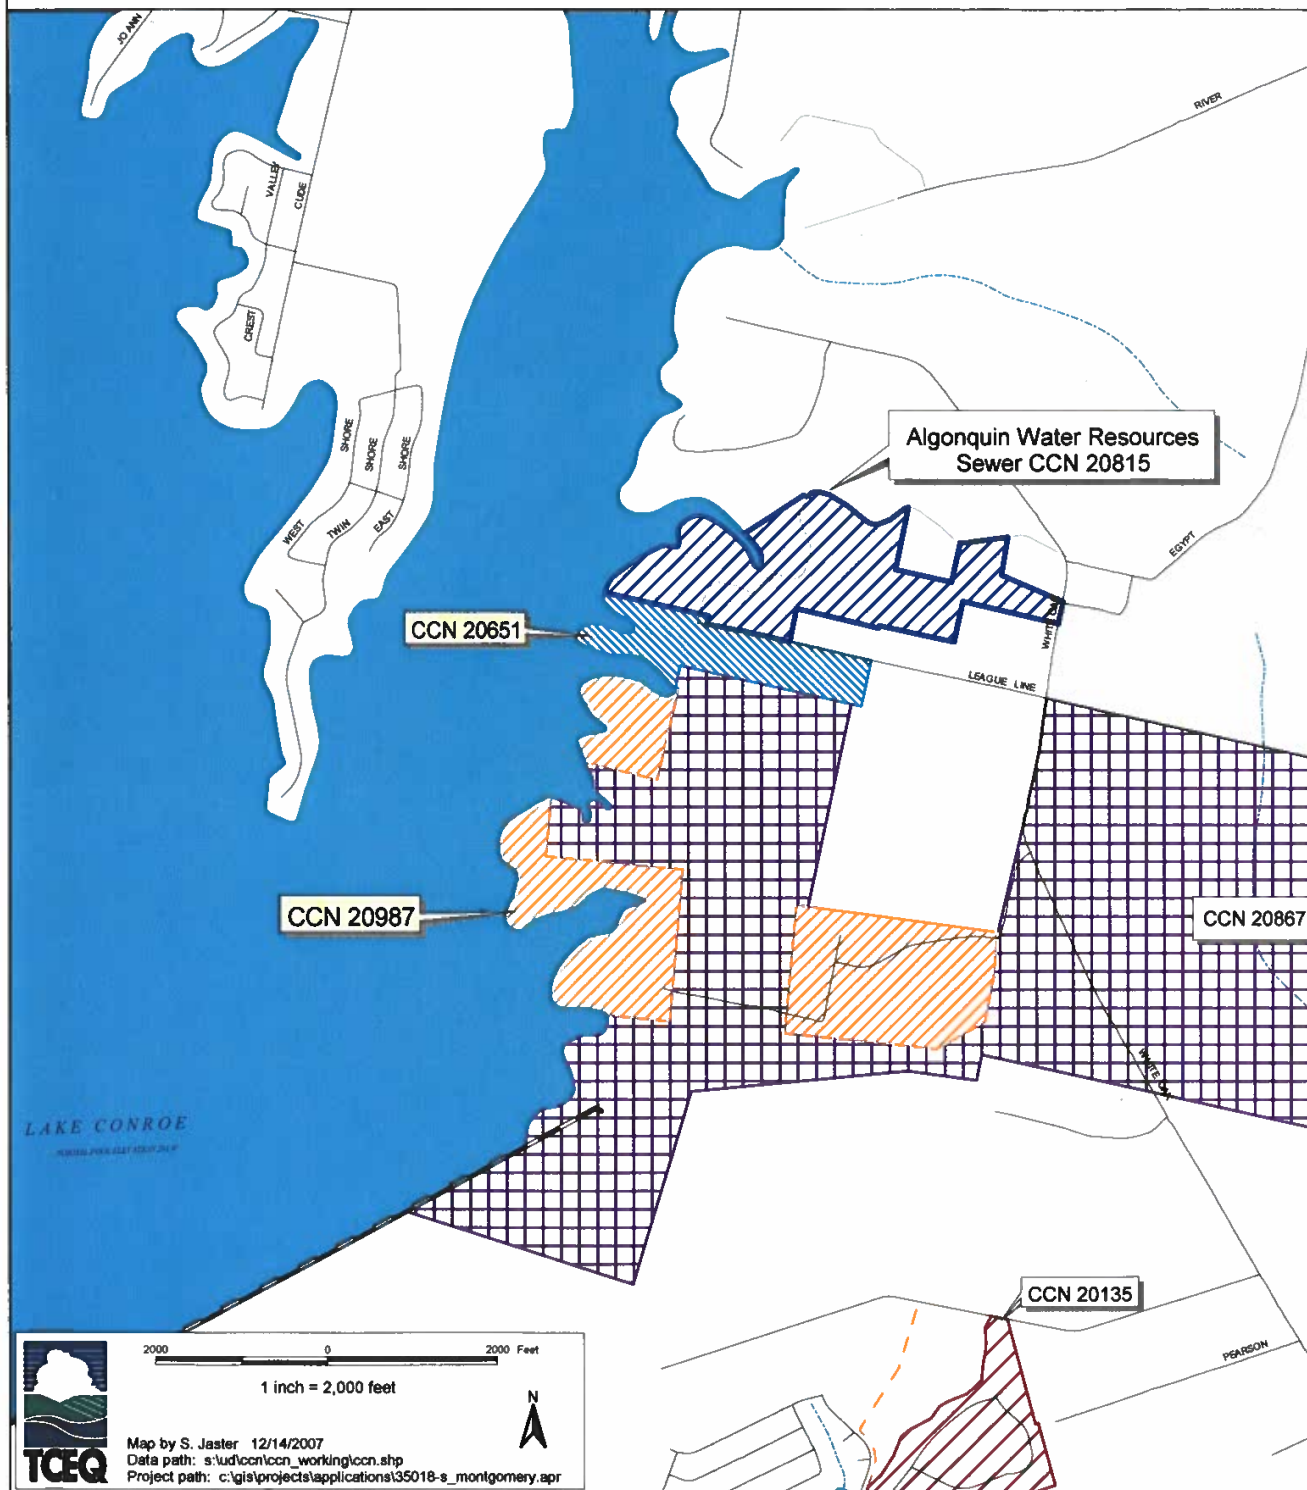 JO ANN
RIVER
VALLEY
CUDE
CREST
SHORE
SHORE
SHORE
WEST
TWIN
EAST
Algonquin Water Resources
Sewer CCN 20815
EGYPT
WHITE OAK
CCN 20651
LEAGUE LINE
CCN 20987
CCN 20867
WHITE OAK
LAKE CONROE
CCN 20135
PEARSON
2000 0 2000 Feet
1 inch = 2,000 feet
N
TCEQ
Map by S. Jaster 12/14/2007
Data path: s:\ud\ccn\ccn_working\ccn.shp
Project path: c:\gis\projects\applications\35018-s_montgomery.apr